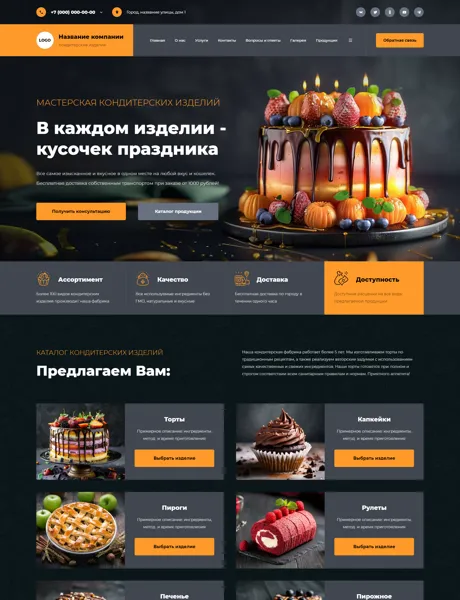 +7 (000) 000-00-00
Город, название улицы, дом 1
LOGO
Название компании
Кондитерские изделия
Главная
О нас
Услуги
Контакты
Вопросы и ответы
Галерея
Продукция
Обратная связь
МАСТЕРСКАЯ КОНДИТЕРСКИХ ИЗДЕЛИЙ
В каждом изделии -
кусочек праздника
Все самое изысканное и вкусное в одном месте на любой вкус и кошелек.
Бесплатная доставка собственным транспортом при заказе от 1000 рублей!
Получить консультацию
Каталог продукции
Ассортимент
Более 100 видов кондитерских
изделий производит наша фабрика
Качество
Все используемые ингредиенты без
ГМО, натуральные и вкусные
Доставка
Бесплатная доставка по городу в
течение одного часа
Доступность
Доступные цены на все виды
предлагаемой продукции
КАТАЛОГ КОНДИТЕРСКИХ ИЗДЕЛИЙ
Предлагаем Вам:
Наша кондитерская фабрика работает более 5 лет. Мы изготавливаем торты по
традиционным рецептам, а также реализуем авторские задумки с использованием
самых качественных и свежих ингредиентов. Наши торты готовятся при полном и
строгом соответствии всем санитарным правилам и нормам. Приятного аппетита!
Торты
Примерное описание: ингредиенты,
метод и время приготовления
Выбрать изделие
Капкейки
Примерное описание: ингредиенты,
метод и время приготовления
Выбрать изделие
Пироги
Примерное описание: ингредиенты,
метод и время приготовления
Выбрать изделие
Рулеты
Примерное описание: ингредиенты,
метод и время приготовления
Выбрать изделие
Печенье
Пирожное